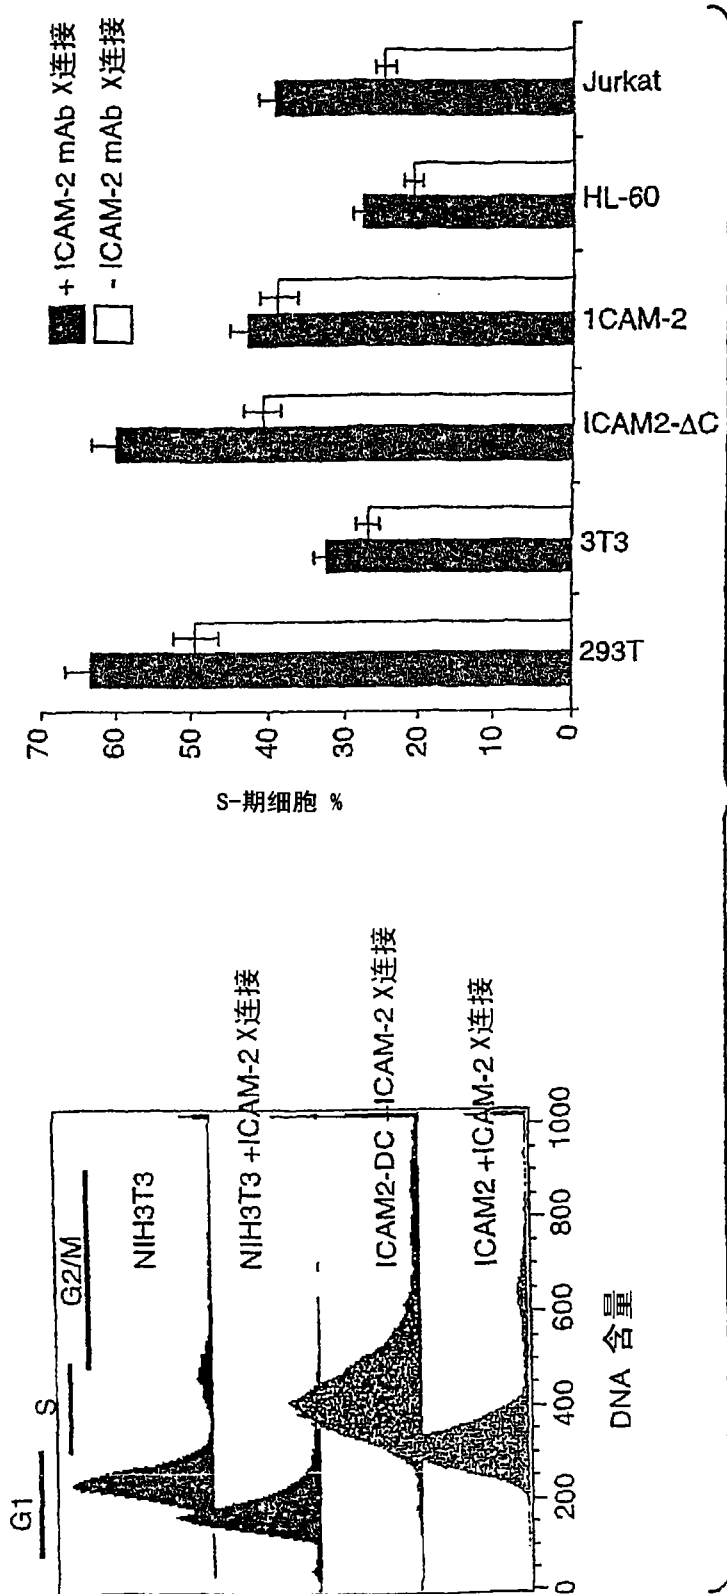 G1
S
G2/M
NIH3T3
NIH3T3 +ICAM-2 X连接
ICAM2-DC +ICAM-2 X连接
ICAM2 +ICAM-2 X连接
0 200 400 600 800 1000
DNA 含量
+ ICAM-2 mAb X连接
- ICAM-2 mAb X连接
S-期细胞 %
70
60
50
40
30
20
10
0
293T
3T3
ICAM2-ΔC
1CAM-2
HL-60
Jurkat